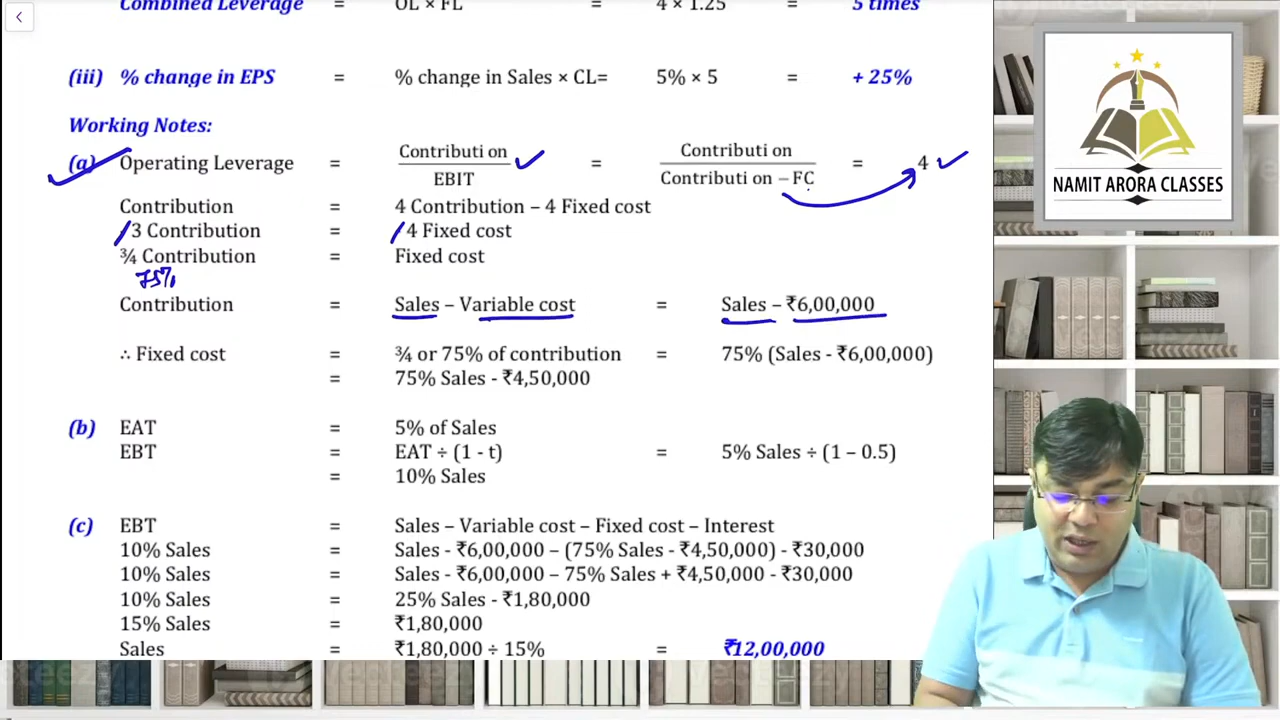 Combined Leverage = OL × FL = 4 × 1.25 = 5 times
(iii) % change in EPS = % change in Sales × CL= 5% × 5 = + 25%
Working Notes:
(a) Operating Leverage = Contributi on / EBIT = Contributi on / Contributi on – FC = 4
Contribution = 4 Contribution – 4 Fixed cost
3 Contribution = 4 Fixed cost
¾ Contribution = Fixed cost
75%
Contribution = Sales – Variable cost = Sales – ₹6,00,000
∴ Fixed cost = ¾ or 75% of contribution = 75% (Sales - ₹6,00,000)
= 75% Sales - ₹4,50,000
(b) EAT = 5% of Sales
EBT = EAT ÷ (1 - t) = 5% Sales ÷ (1 – 0.5)
= 10% Sales
(c) EBT = Sales – Variable cost – Fixed cost – Interest
10% Sales = Sales - ₹6,00,000 – (75% Sales - ₹4,50,000) - ₹30,000
10% Sales = Sales - ₹6,00,000 – 75% Sales + ₹4,50,000 - ₹30,000
10% Sales = 25% Sales - ₹1,80,000
15% Sales = ₹1,80,000
Sales = ₹1,80,000 ÷ 15% = ₹12,00,000
NAMIT ARORA CLASSES